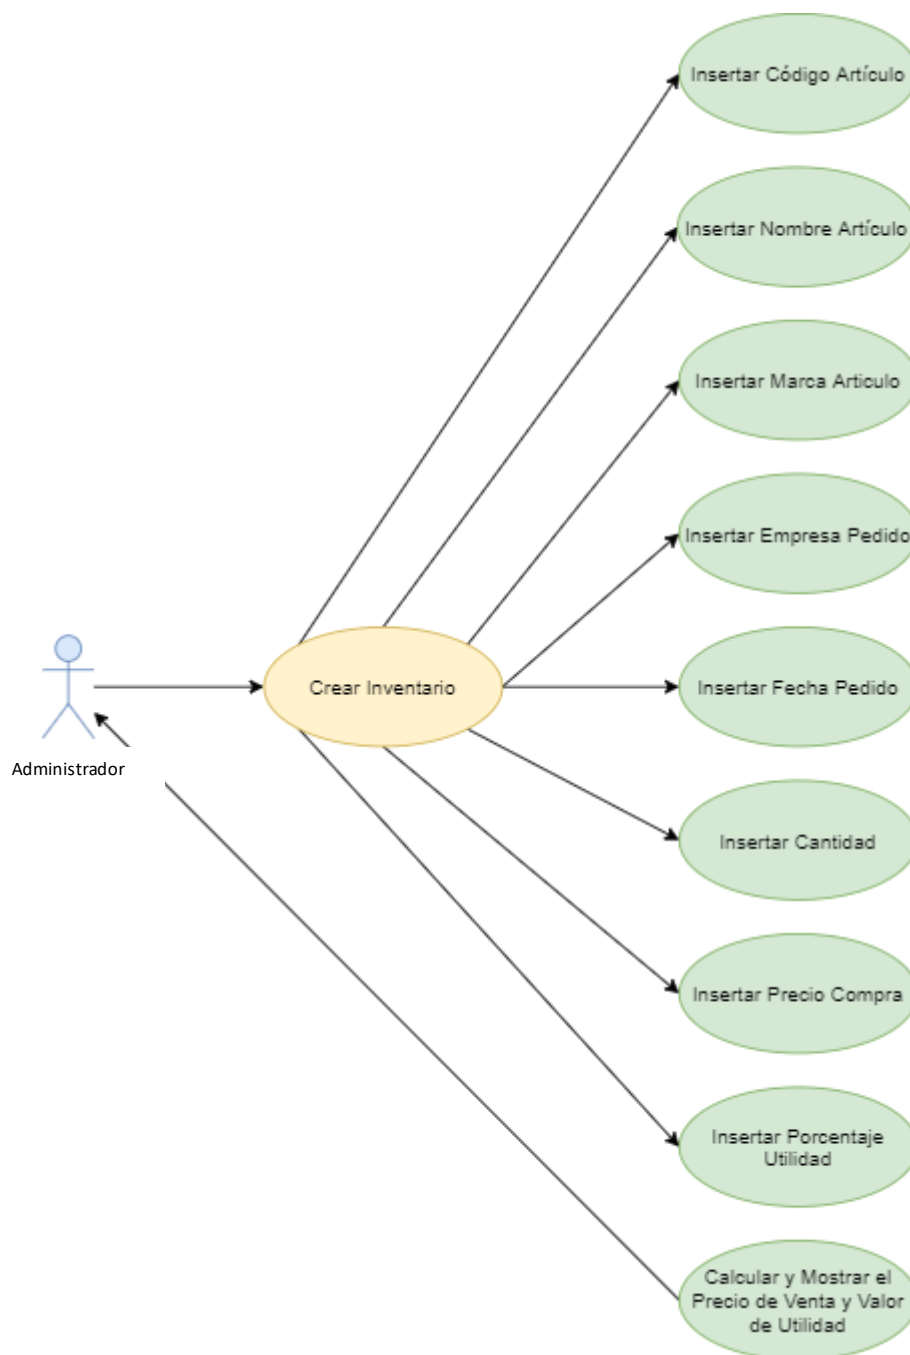 Insertar Código Artículo
Insertar Nombre Artículo
Insertar Marca Articulo
Insertar Empresa Pedido
Crear Inventario
Insertar Fecha Pedido
Administrador
Insertar Cantidad
Insertar Precio Compra
Insertar Porcentaje
Utilidad
Calcular y Mostrar el
Precio de Venta y Valor
de Utilidad